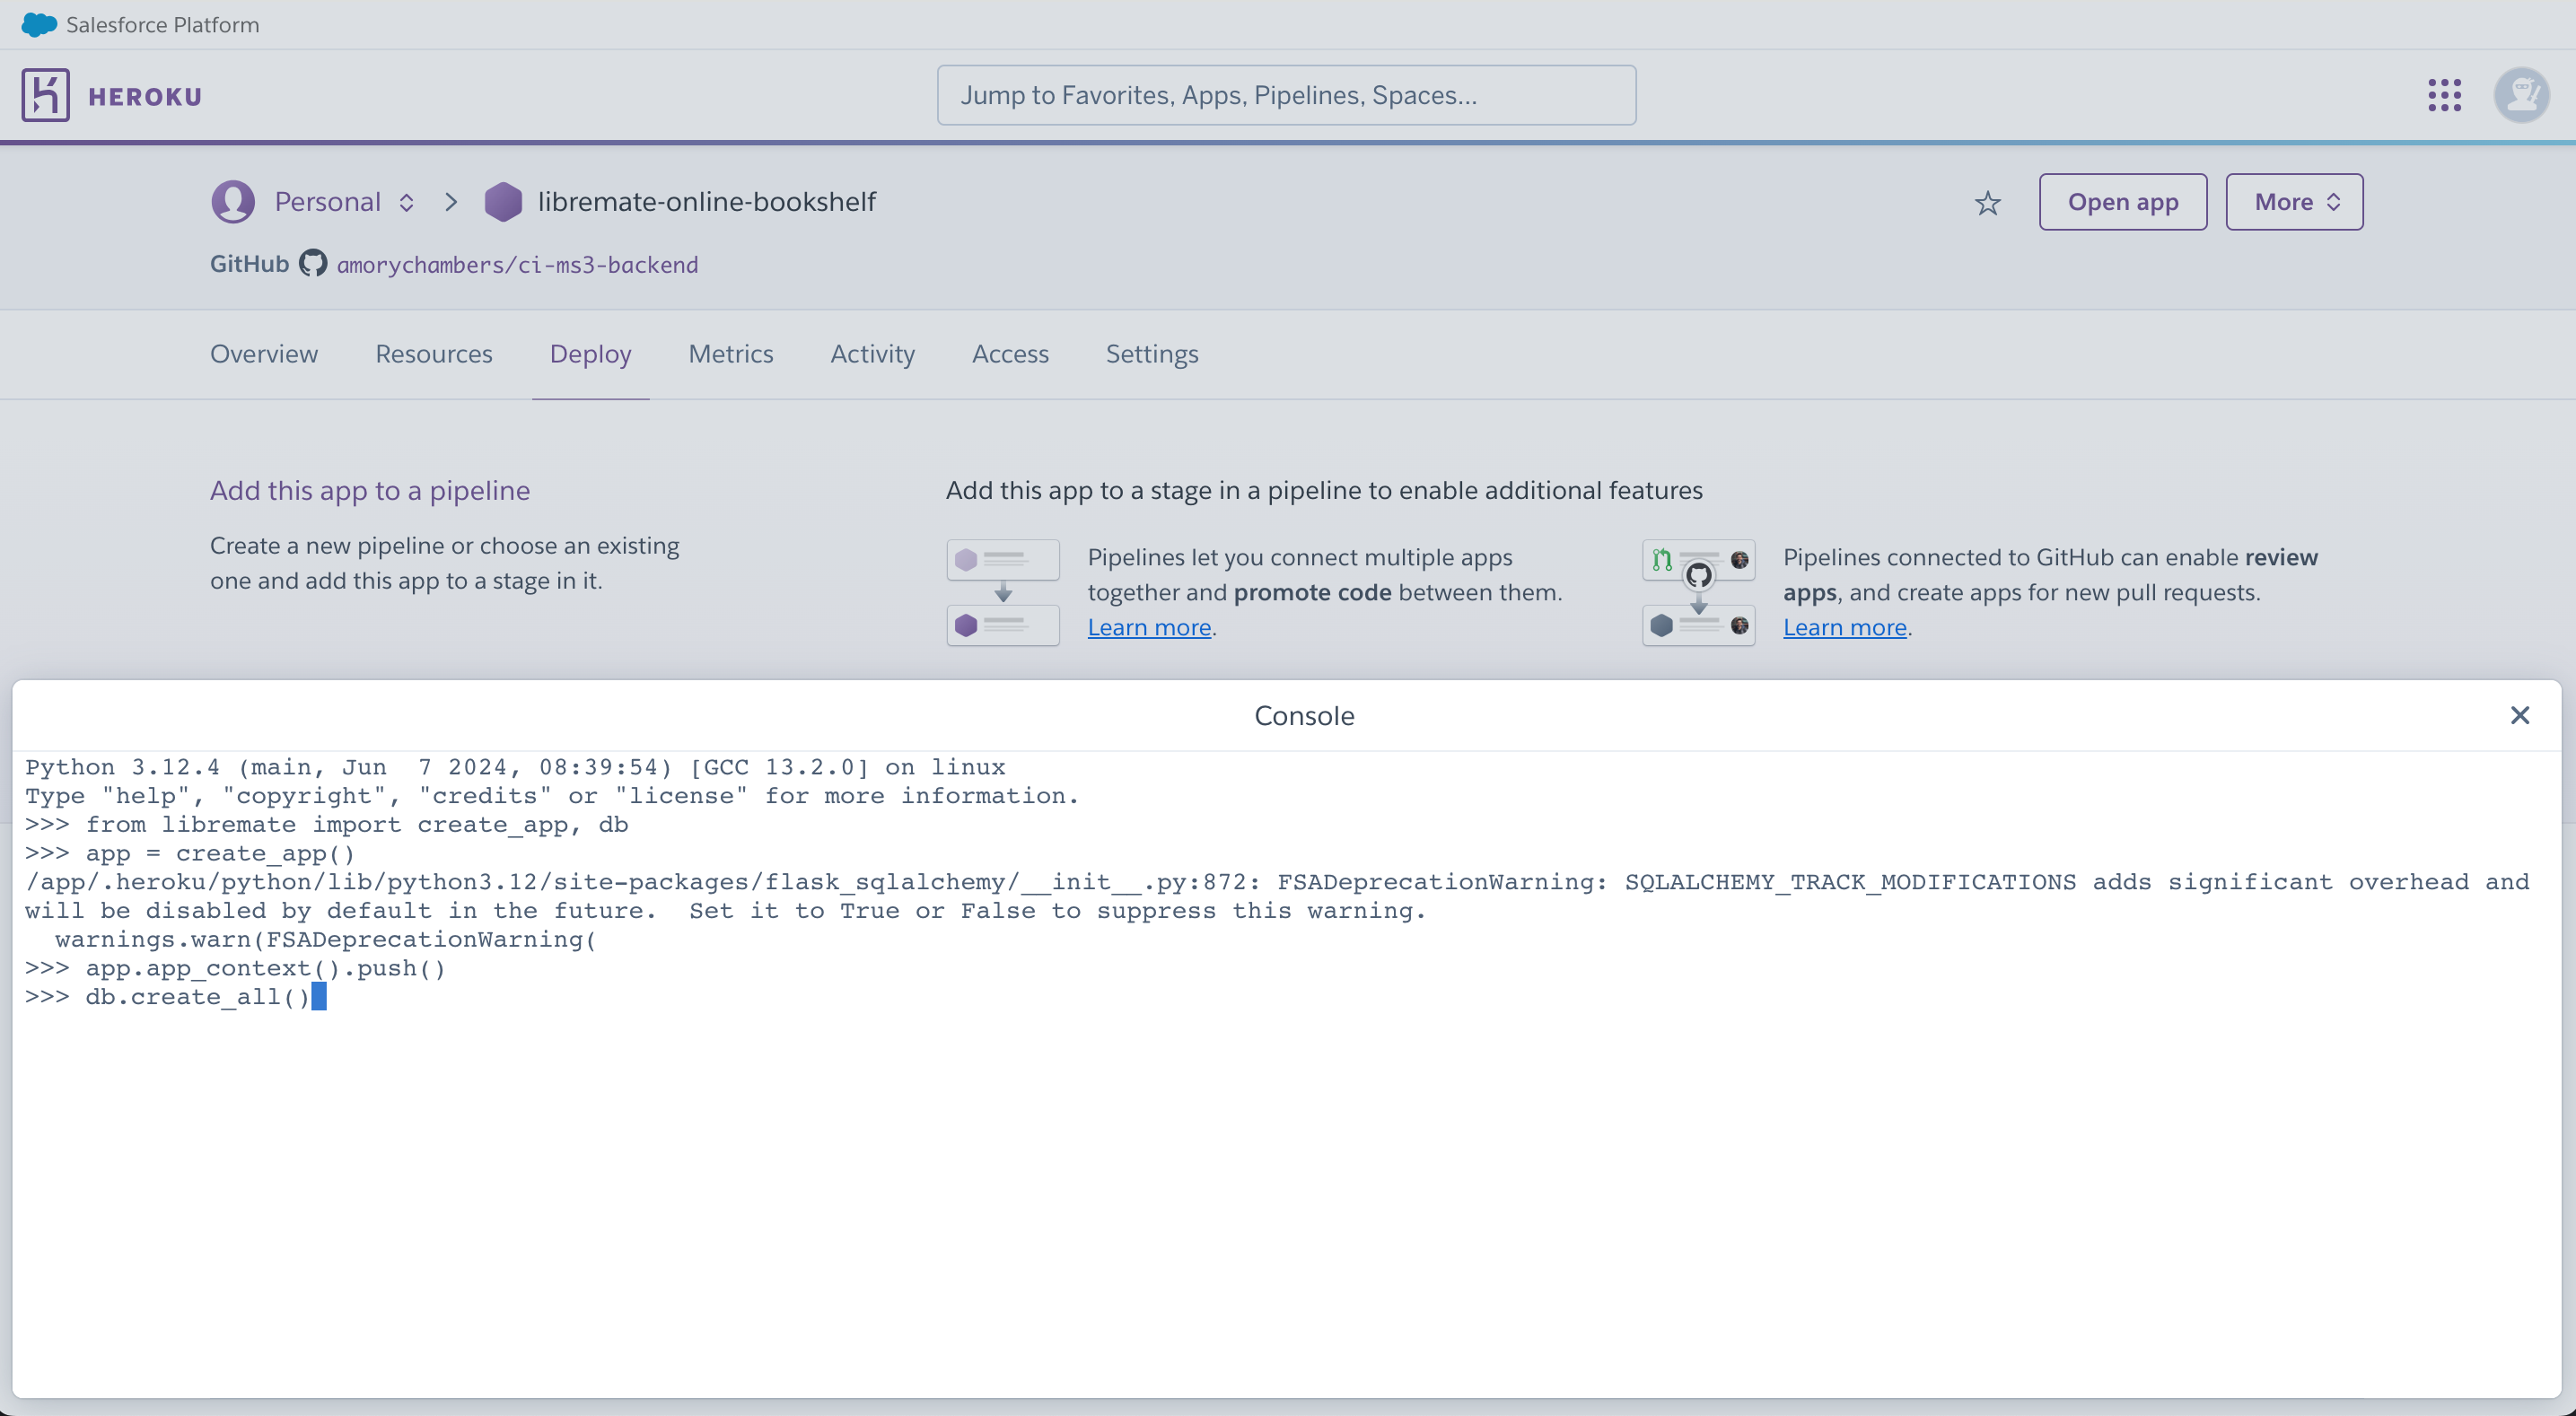 Salesforce Platform
HEROKU
Jump to Favorites, Apps, Pipelines, Spaces...
Personal
libremate-online-bookshelf
Open app
More
GitHub amorychambers/ci-ms3-backend
Overview Resources Deploy Metrics Activity Access Settings
Add this app to a pipeline
Create a new pipeline or choose an existing
one and add this app to a stage in it.
Add this app to a stage in a pipeline to enable additional features
Pipelines let you connect multiple apps
together and promote code between them.
Learn more.
Pipelines connected to GitHub can enable review
apps, and create apps for new pull requests.
Learn more.
Console
Python 3.12.4 (main, Jun  7 2024, 08:39:54) [GCC 13.2.0] on linux
Type "help", "copyright", "credits" or "license" for more information.
>>> from libremate import create_app, db
>>> app = create_app()
/app/.heroku/python/lib/python3.12/site-packages/flask_sqlalchemy/__init__.py:872: FSADeprecationWarning: SQLALCHEMY_TRACK_MODIFICATIONS adds significant overhead and
will be disabled by default in the future.  Set it to True or False to suppress this warning.
  warnings.warn(FSADeprecationWarning(
>>> app.app_context().push()
>>> db.create_all()